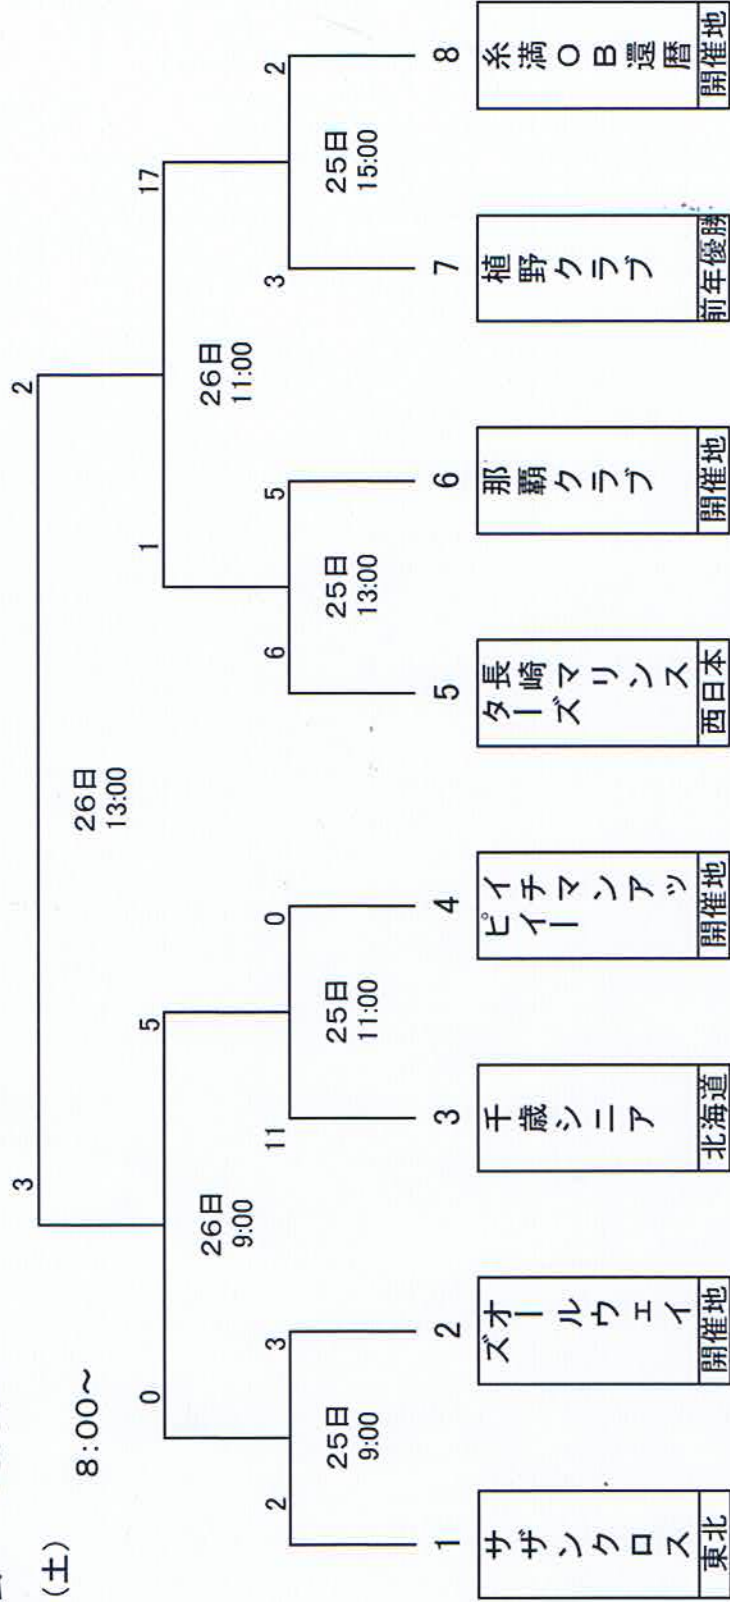 (土)
8:00～
3
2
26日
13:00
0
5
1
17
26日
9:00
26日
11:00
2
3
11
0
6
5
3
2
25日
9:00
25日
11:00
25日
13:00
25日
15:00
1
2
3
4
5
6
7
8
サザンクロス
東北
オールウェイ
ズ
開催地
千歳シニア
北海道
イチマンアッ
ピイー
開催地
長崎マリンス
ターズ
西日本
那覇クラブ
開催地
植野クラブ
前年優勝
糸満OB還暦
開催地